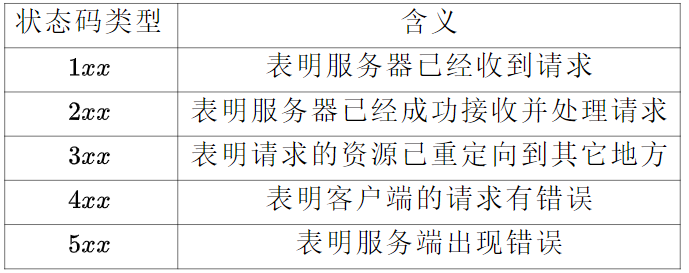 状态码类型 含义
1xx 表明服务器已经收到请求
2xx 表明服务器已经成功接收并处理请求
3xx 表明请求的资源已重定向到其它地方
4xx 表明客户端的请求有错误
5xx 表明服务端出现错误